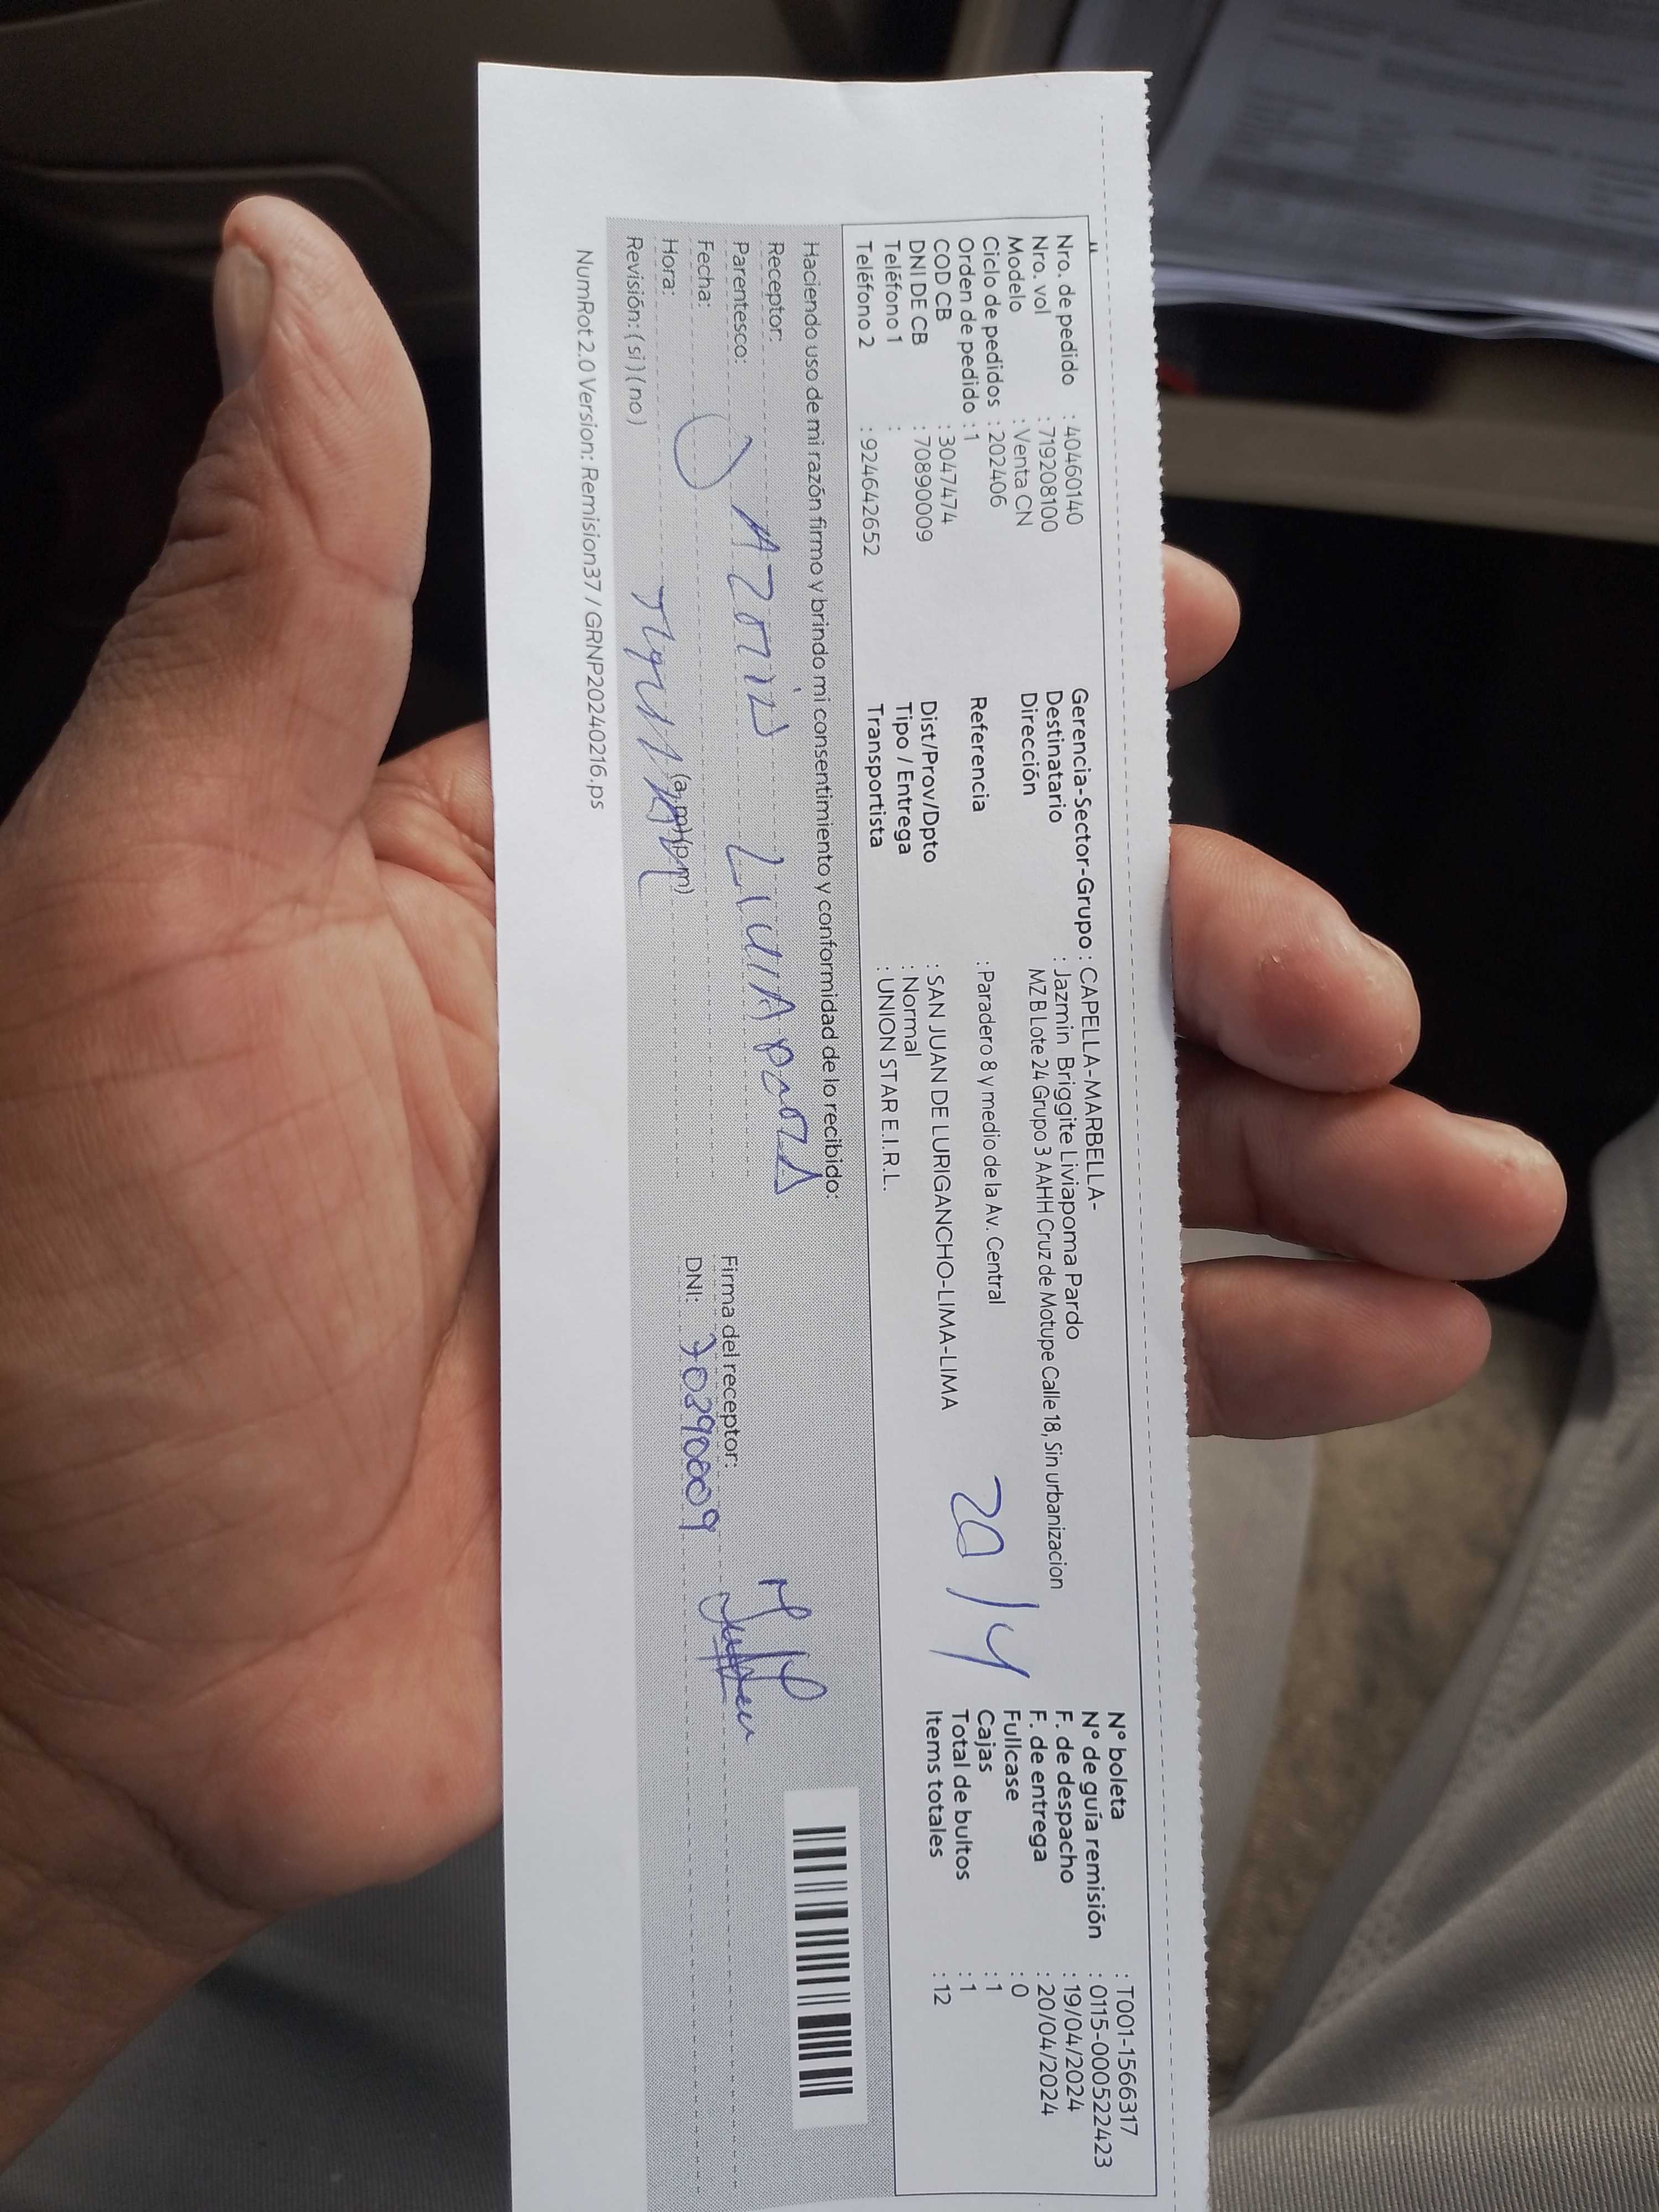 Nro. de pedido : 40460140
Nro. vol : 719208100
Modelo : Venta CN
Ciclo de pedidos : 202406
Orden de pedido : 1
COD CB : 3047474
DNI DE CB : 70890009
Teléfono 1 :
Teléfono 2 : 924642652
Gerencia-Sector-Grupo : CAPELLA-MARBELLA-
Destinatario : Jazmin Briggite Liviapoma Pardo
Dirección MZ B Lote 24 Grupo 3 AAHH Cruz de Motupe Calle 18, Sin urbanizacion
Referencia : Paradero 8 y medio de la Av. Central
Dist/Prov/Dpto : SAN JUAN DE LURIGANCHO-LIMA-LIMA
Tipo / Entrega : Normal
Transportista : UNION STAR E.I.R.L.
20/4
N° boleta : T001-1566317
N° de guía remisión : 0115-000522423
F. de despacho : 19/04/2024
F. de entrega : 20/04/2024
Fullcase : 0
Cajas : 1
Total de bultos : 1
Items totales : 12
Haciendo uso de mi razón firmo y brindo mi consentimiento y conformidad de lo recibido:
Receptor:
Parentesco:
Fecha:
Hora: (a.m) (p.m)
Revisión: (si) (no)
Firma del receptor:
DNI: 70890009
NumRot 2.0 Version: Remision37 / GRNP20240216.ps